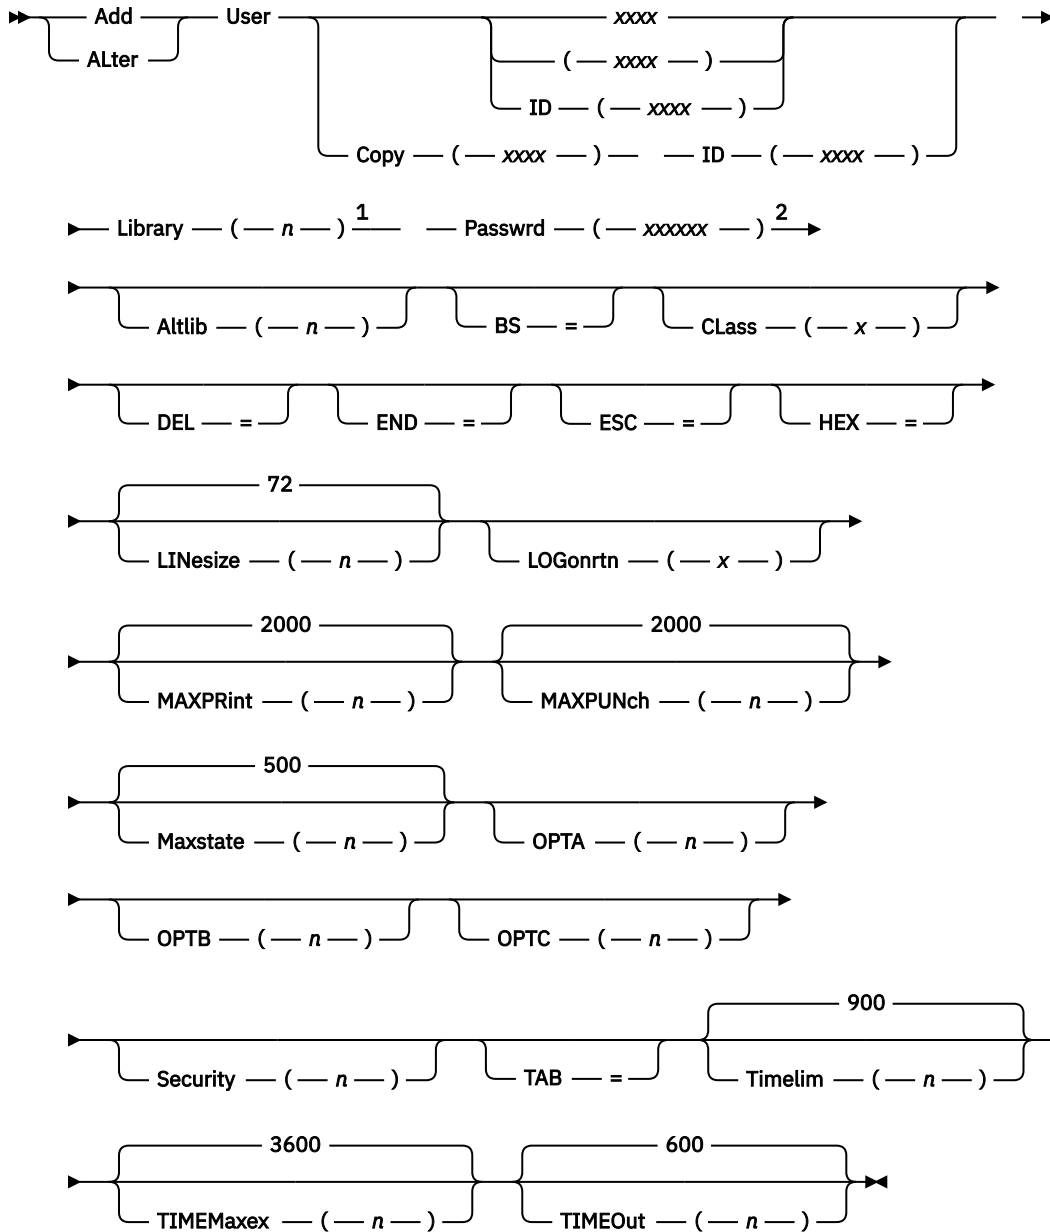 Add User xxxx
ALter ( xxxx )
ID ( xxxx )
Copy ( xxxx ) ID ( xxxx )
Library ( n ) 1 Passwrd ( xxxxxx ) 2
Altlib ( n ) BS = CLass ( x )
DEL = END = ESC = HEX =
72
LINesize ( n ) LOGonrtn ( x )
2000 2000
MAXPRint ( n ) MAXPUNch ( n )
500
Maxstate ( n ) OPTA ( n )
OPTB ( n ) OPTC ( n )
900
Security ( n ) TAB = Timelim ( n )
3600 600
TIMEMaxex ( n ) TIMEOut ( n )